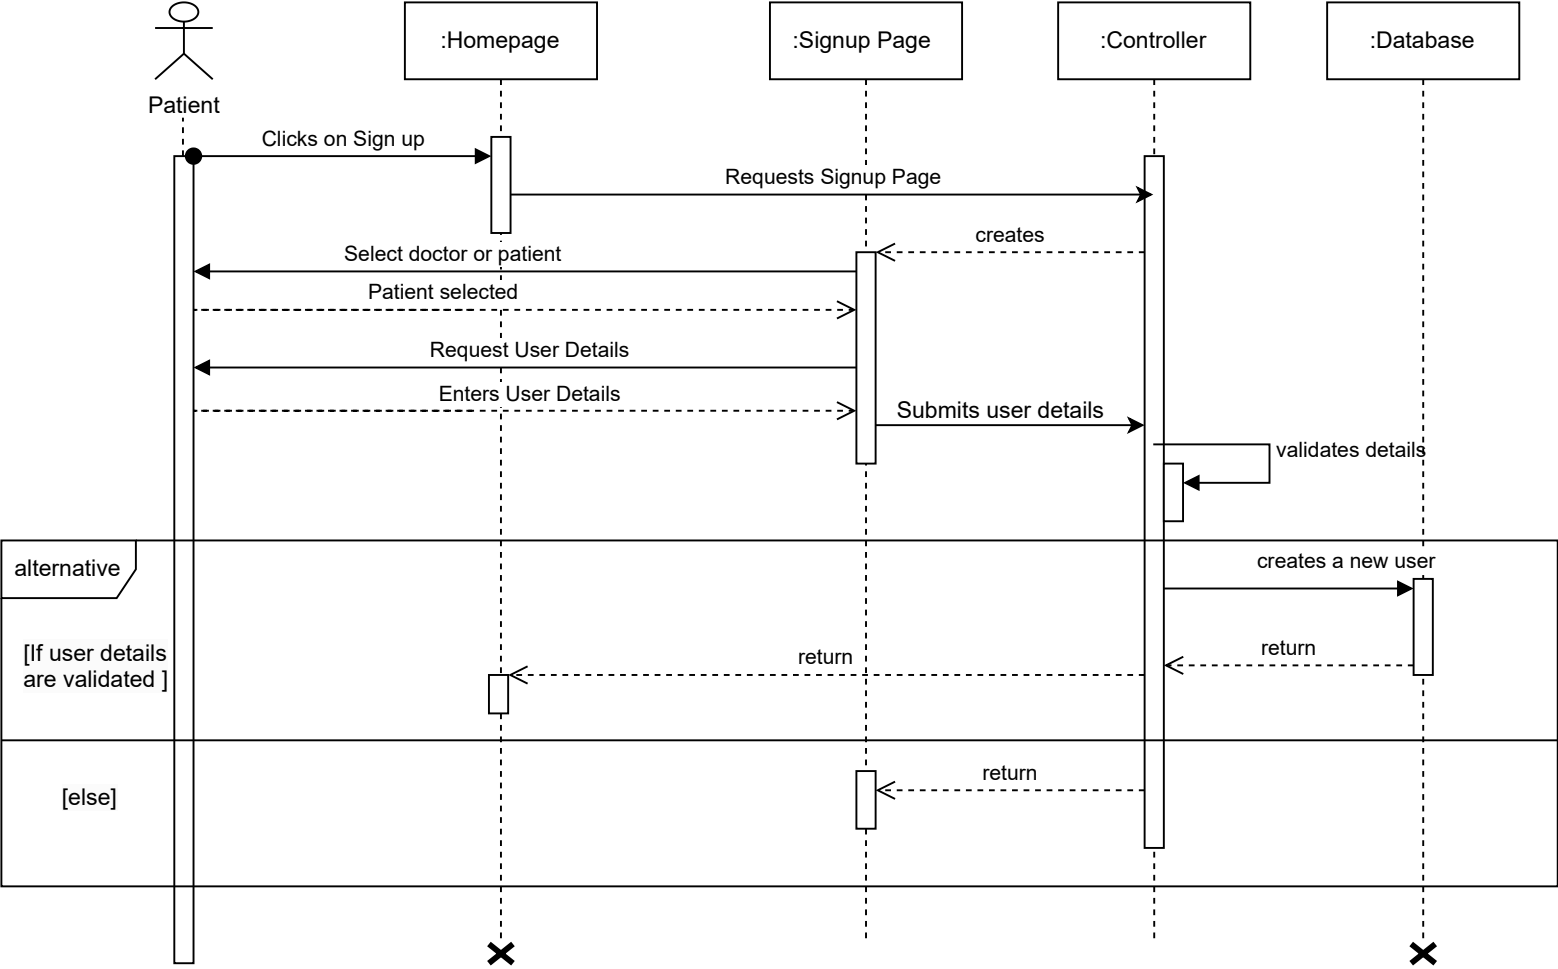 :Homepage
:Signup Page
:Controller
:Database
Patient
Clicks on Sign up
Requests Signup Page
creates
Select doctor or patient
Patient selected
Request User Details
Enters User Details
Submits user details
validates details
alternative
creates a new user
[If user details
are validated ]
return
return
return
[else]